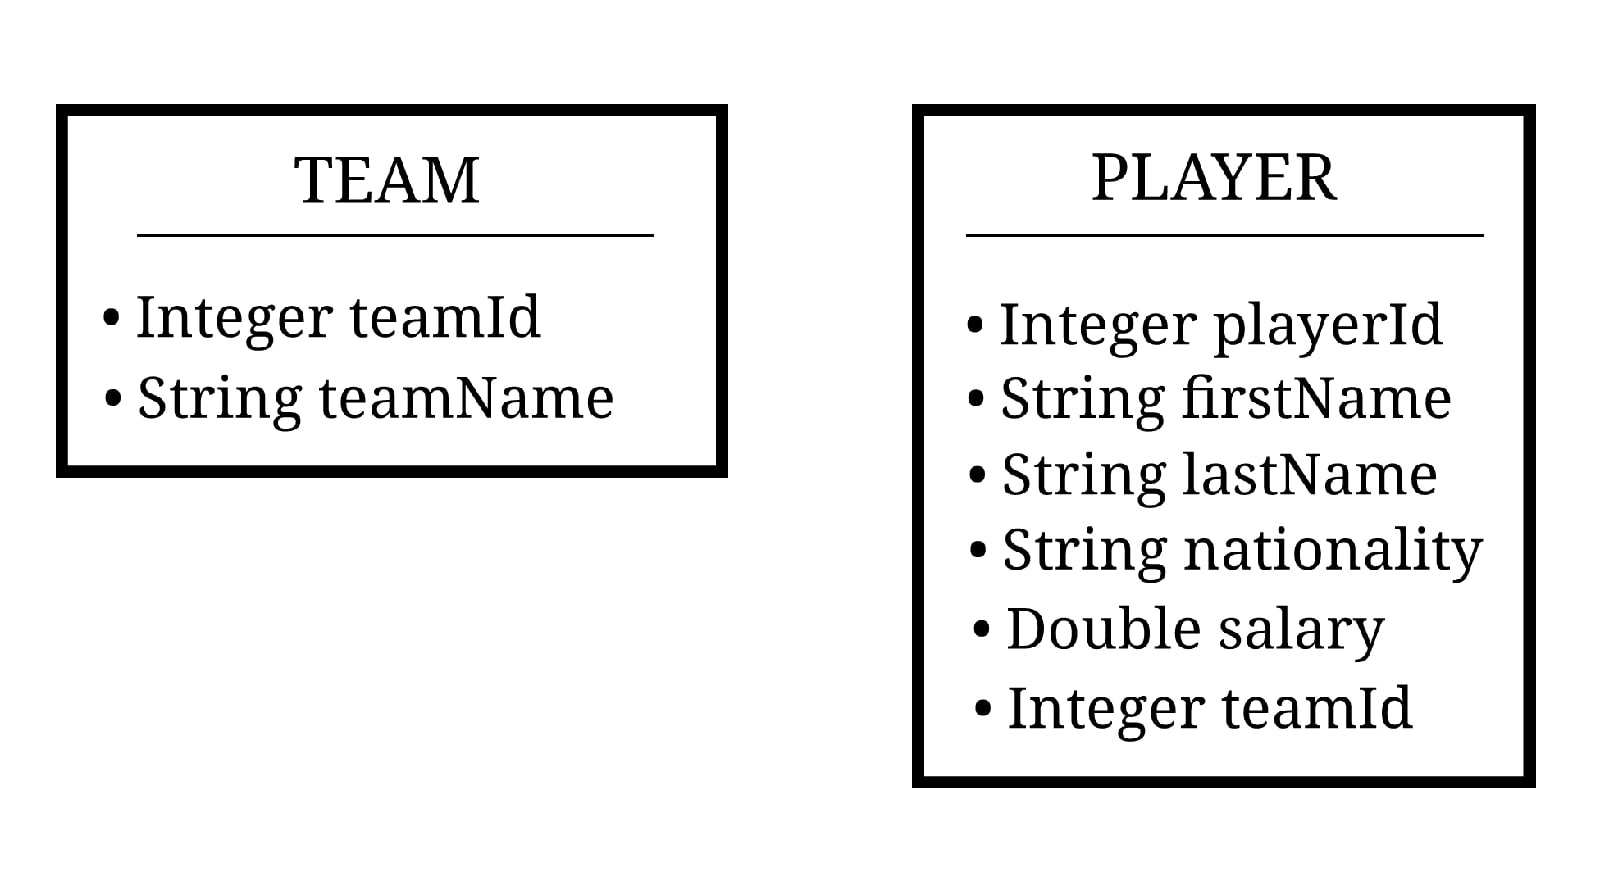 TEAM
• Integer teamId
• String teamName
PLAYER
• Integer playerId
• String firstName
• String lastName
• String nationality
• Double salary
• Integer teamId